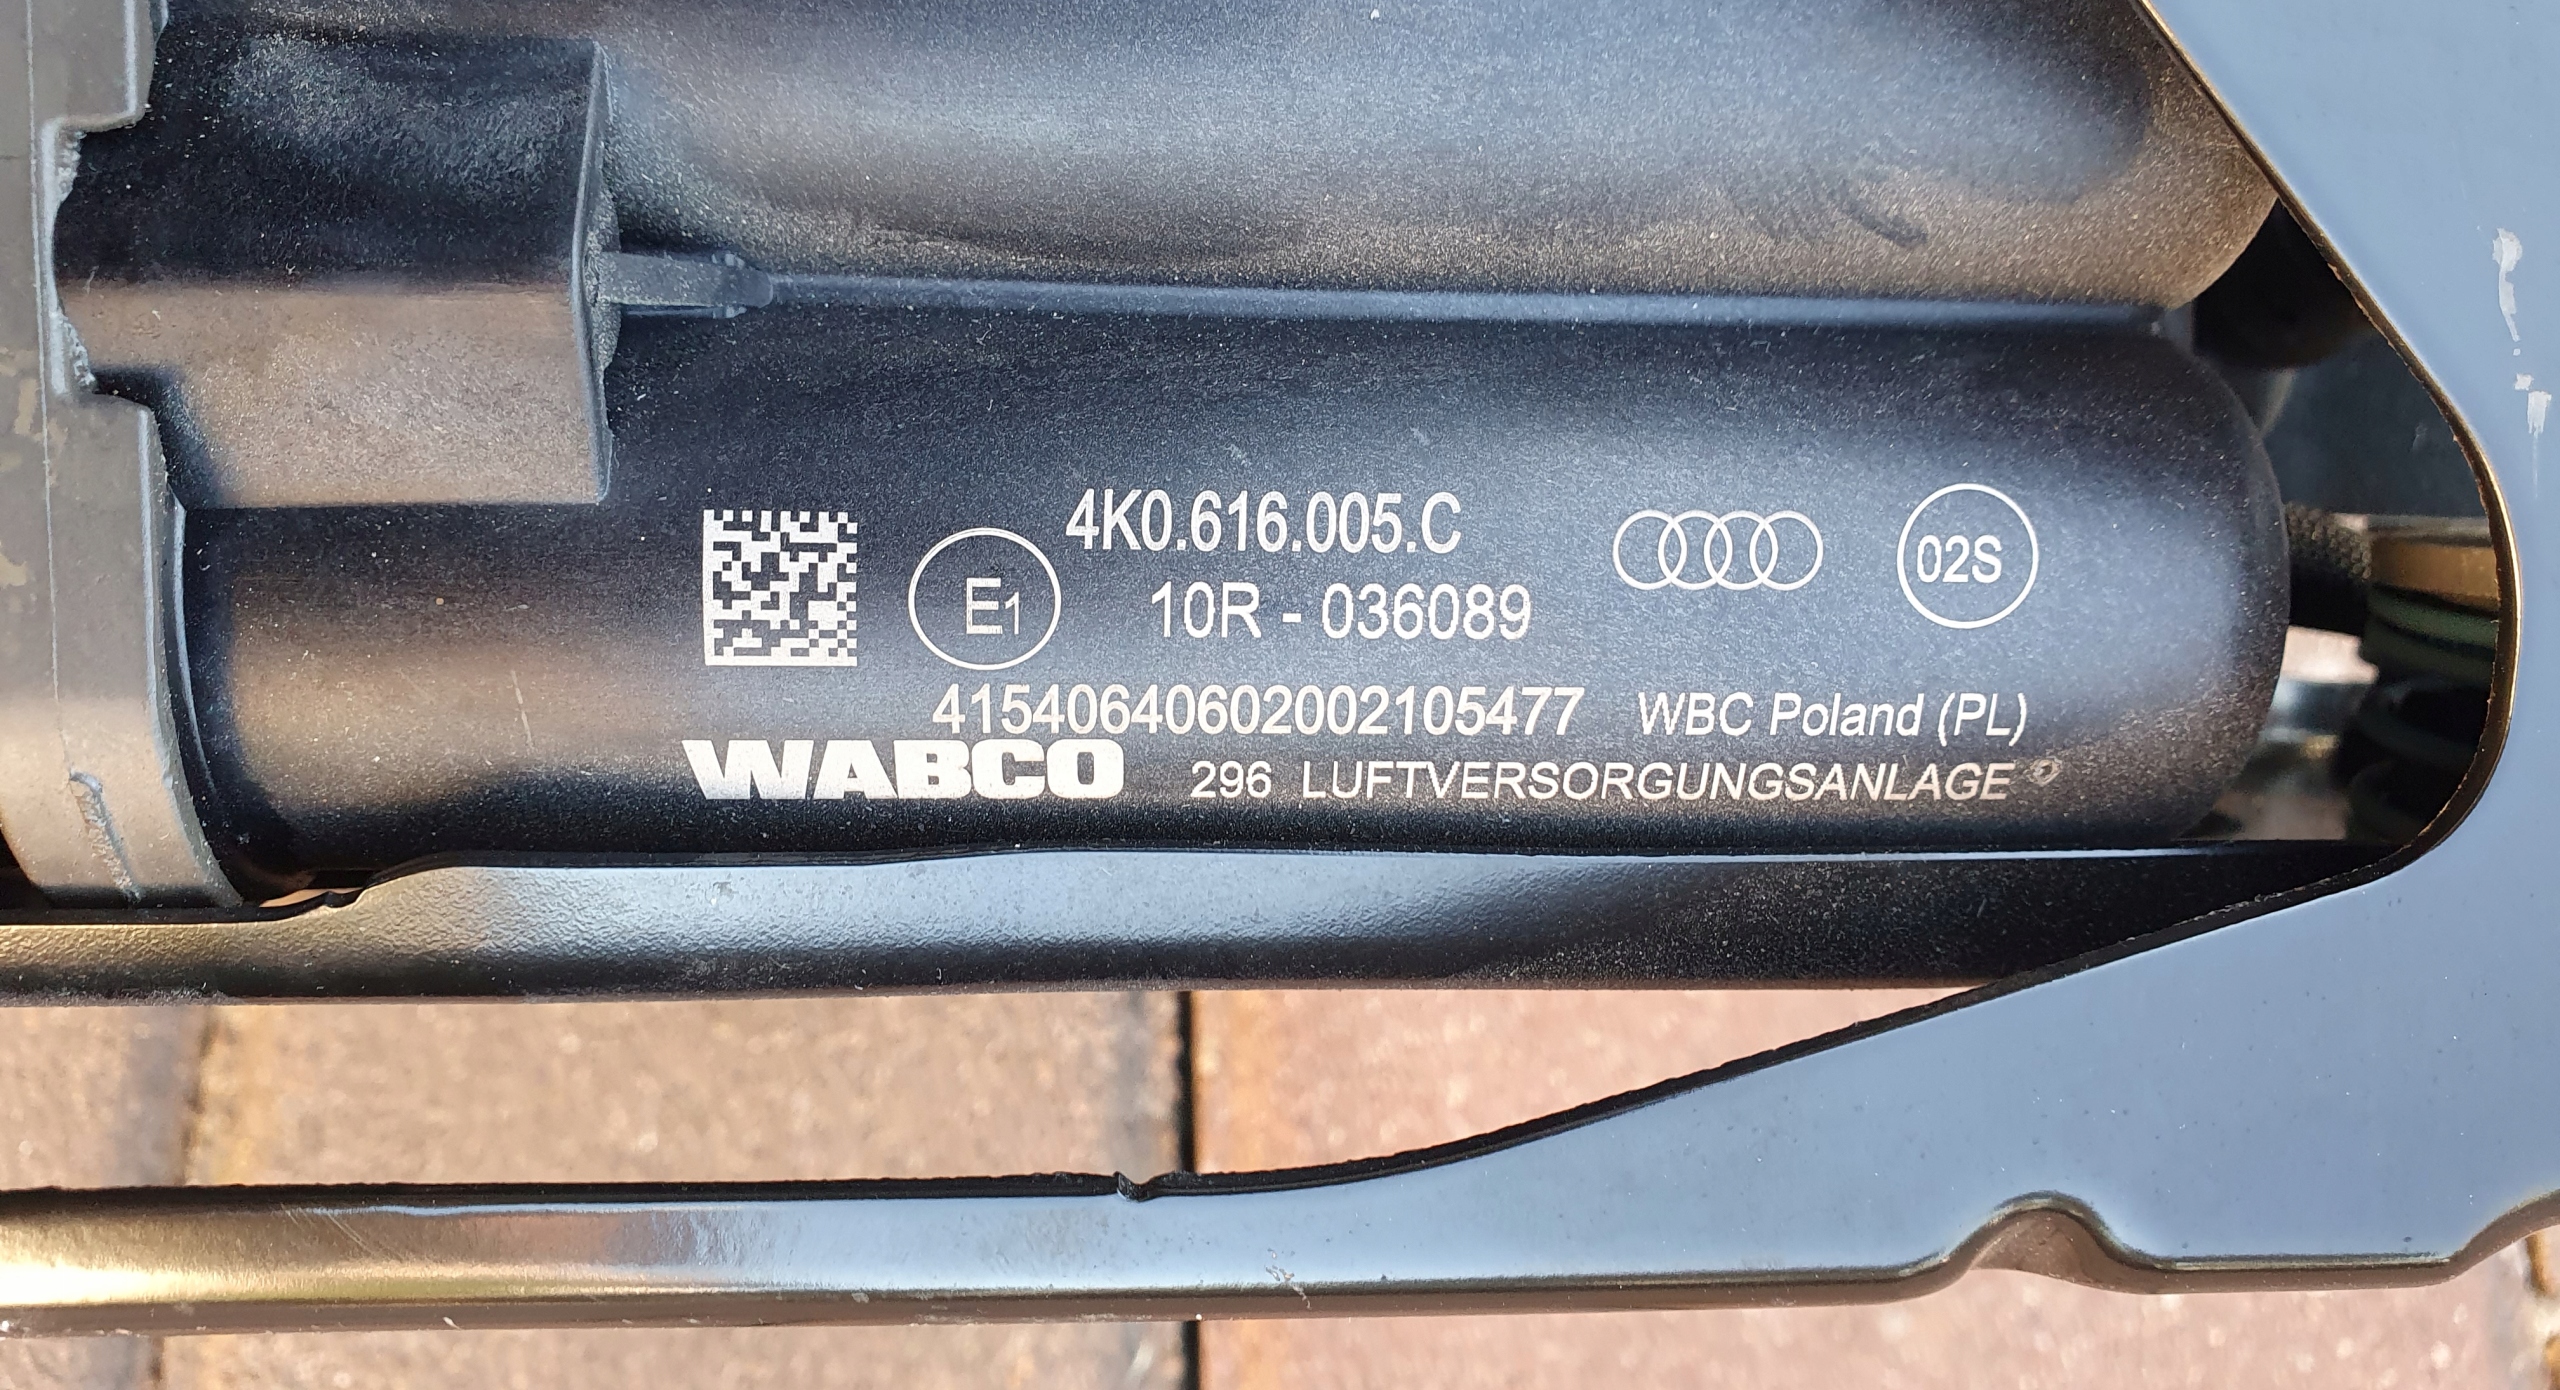 4K0.616.005.C
E1
10R - 036089
02S
41540640602002105477 WBC Poland (PL)
WABCO 296 LUFTVERSORGUNGSANLAGE